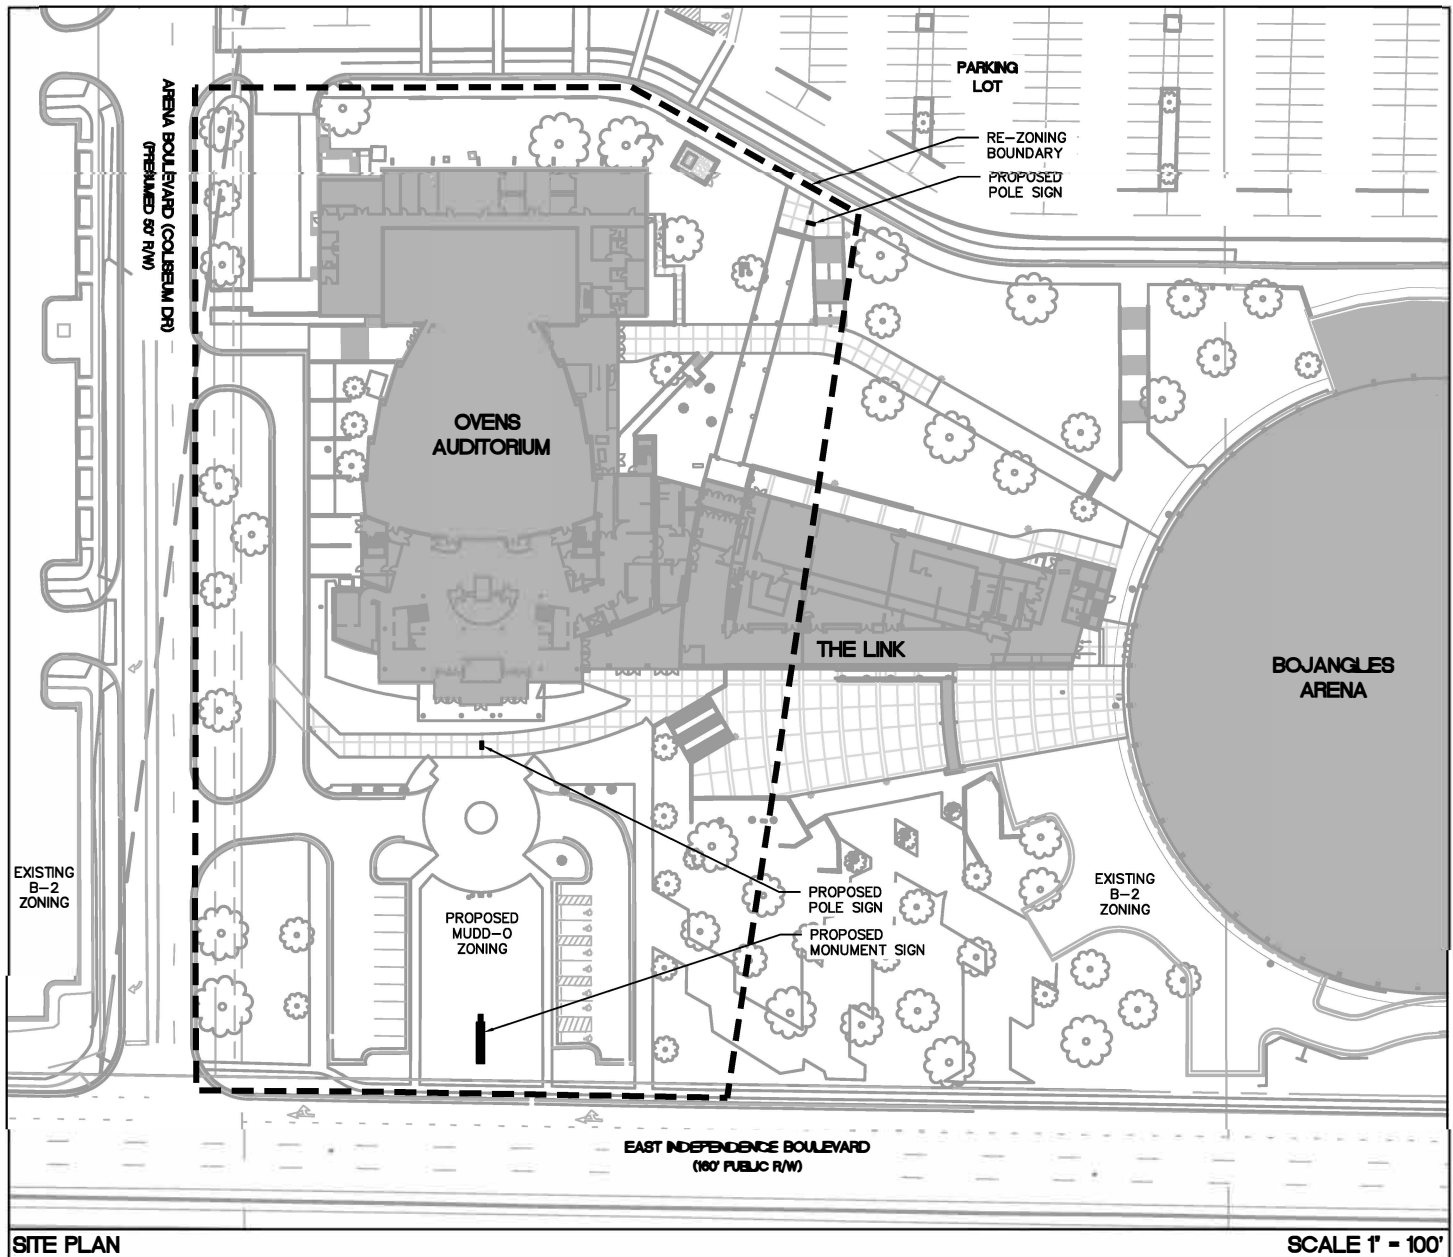 PARKING
LOT
RE-ZONING
BOUNDARY
PROPOSED
POLE SIGN
ARENA BOULEVARD (COLISEUM DR)
(PRESUMED 50' R/W)
OVENS
AUDITORIUM
THE LINK
BOJANGLES
ARENA
EXISTING
B-2
ZONING
PROPOSED
MUDD-O
ZONING
PROPOSED
POLE SIGN
PROPOSED
MONUMENT SIGN
EXISTING
B-2
ZONING
EAST INDEPENDENCE BOULEVARD
(160' PUBLIC R/W)
SITE PLAN
SCALE 1" = 100'